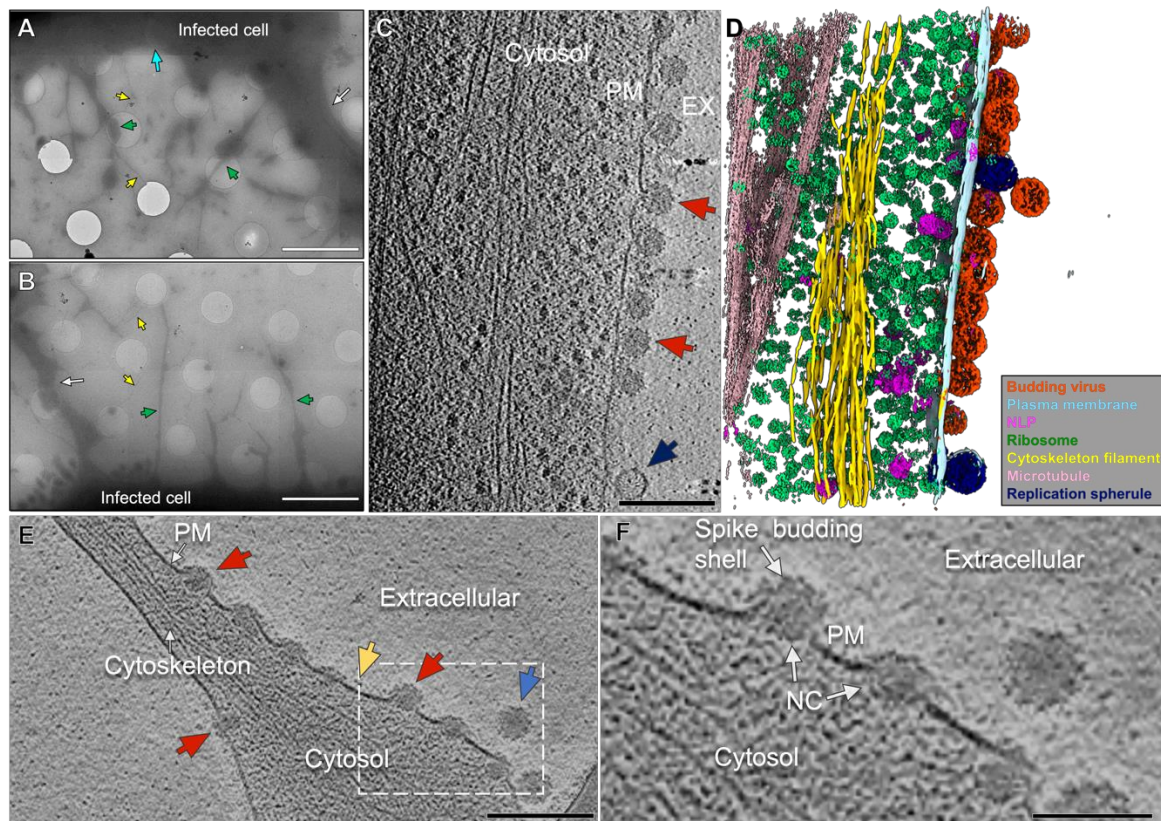 A
Infected cell
B
Infected cell
C
Cytosol
PM
EX
D
Budding virus
Plasma membrane
NLP
Ribosome
Cytoskeleton filament
Microtubule
Replication spherule
E
PM
Extracellular
Cytoskeleton
Cytosol
F
Spike budding
shell
Extracellular
PM
NC
Cytosol